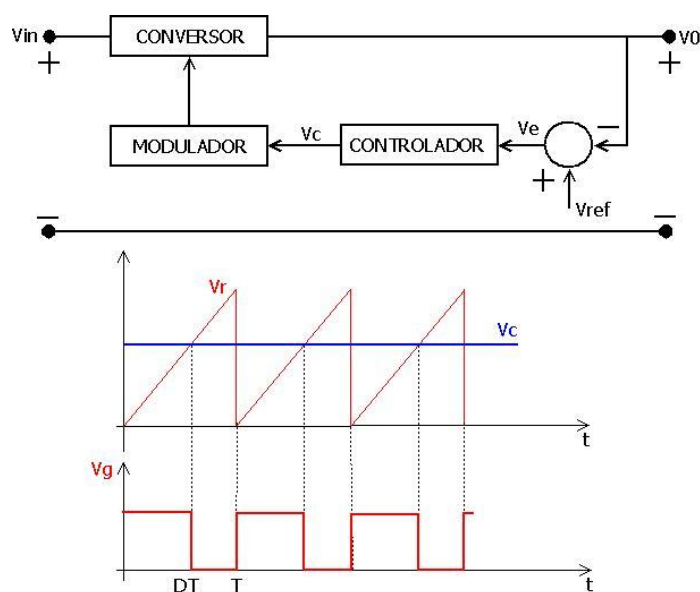 Vin
CONVERSOR
V0
+
+
MODULADOR
Vc
CONTROLADOR
Ve
−
+
Vref
−
−
Vr
Vc
t
Vg
DT
T
t